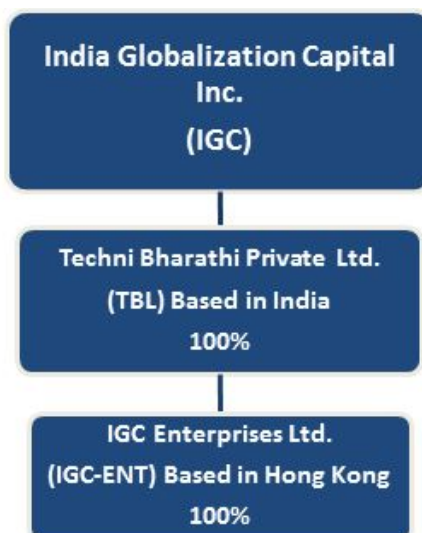 India Globalization Capital
Inc.
(IGC)
Techni Bharathi Private Ltd.
(TBL) Based in India
100%
IGC Enterprises Ltd.
(IGC-ENT) Based in Hong Kong
100%